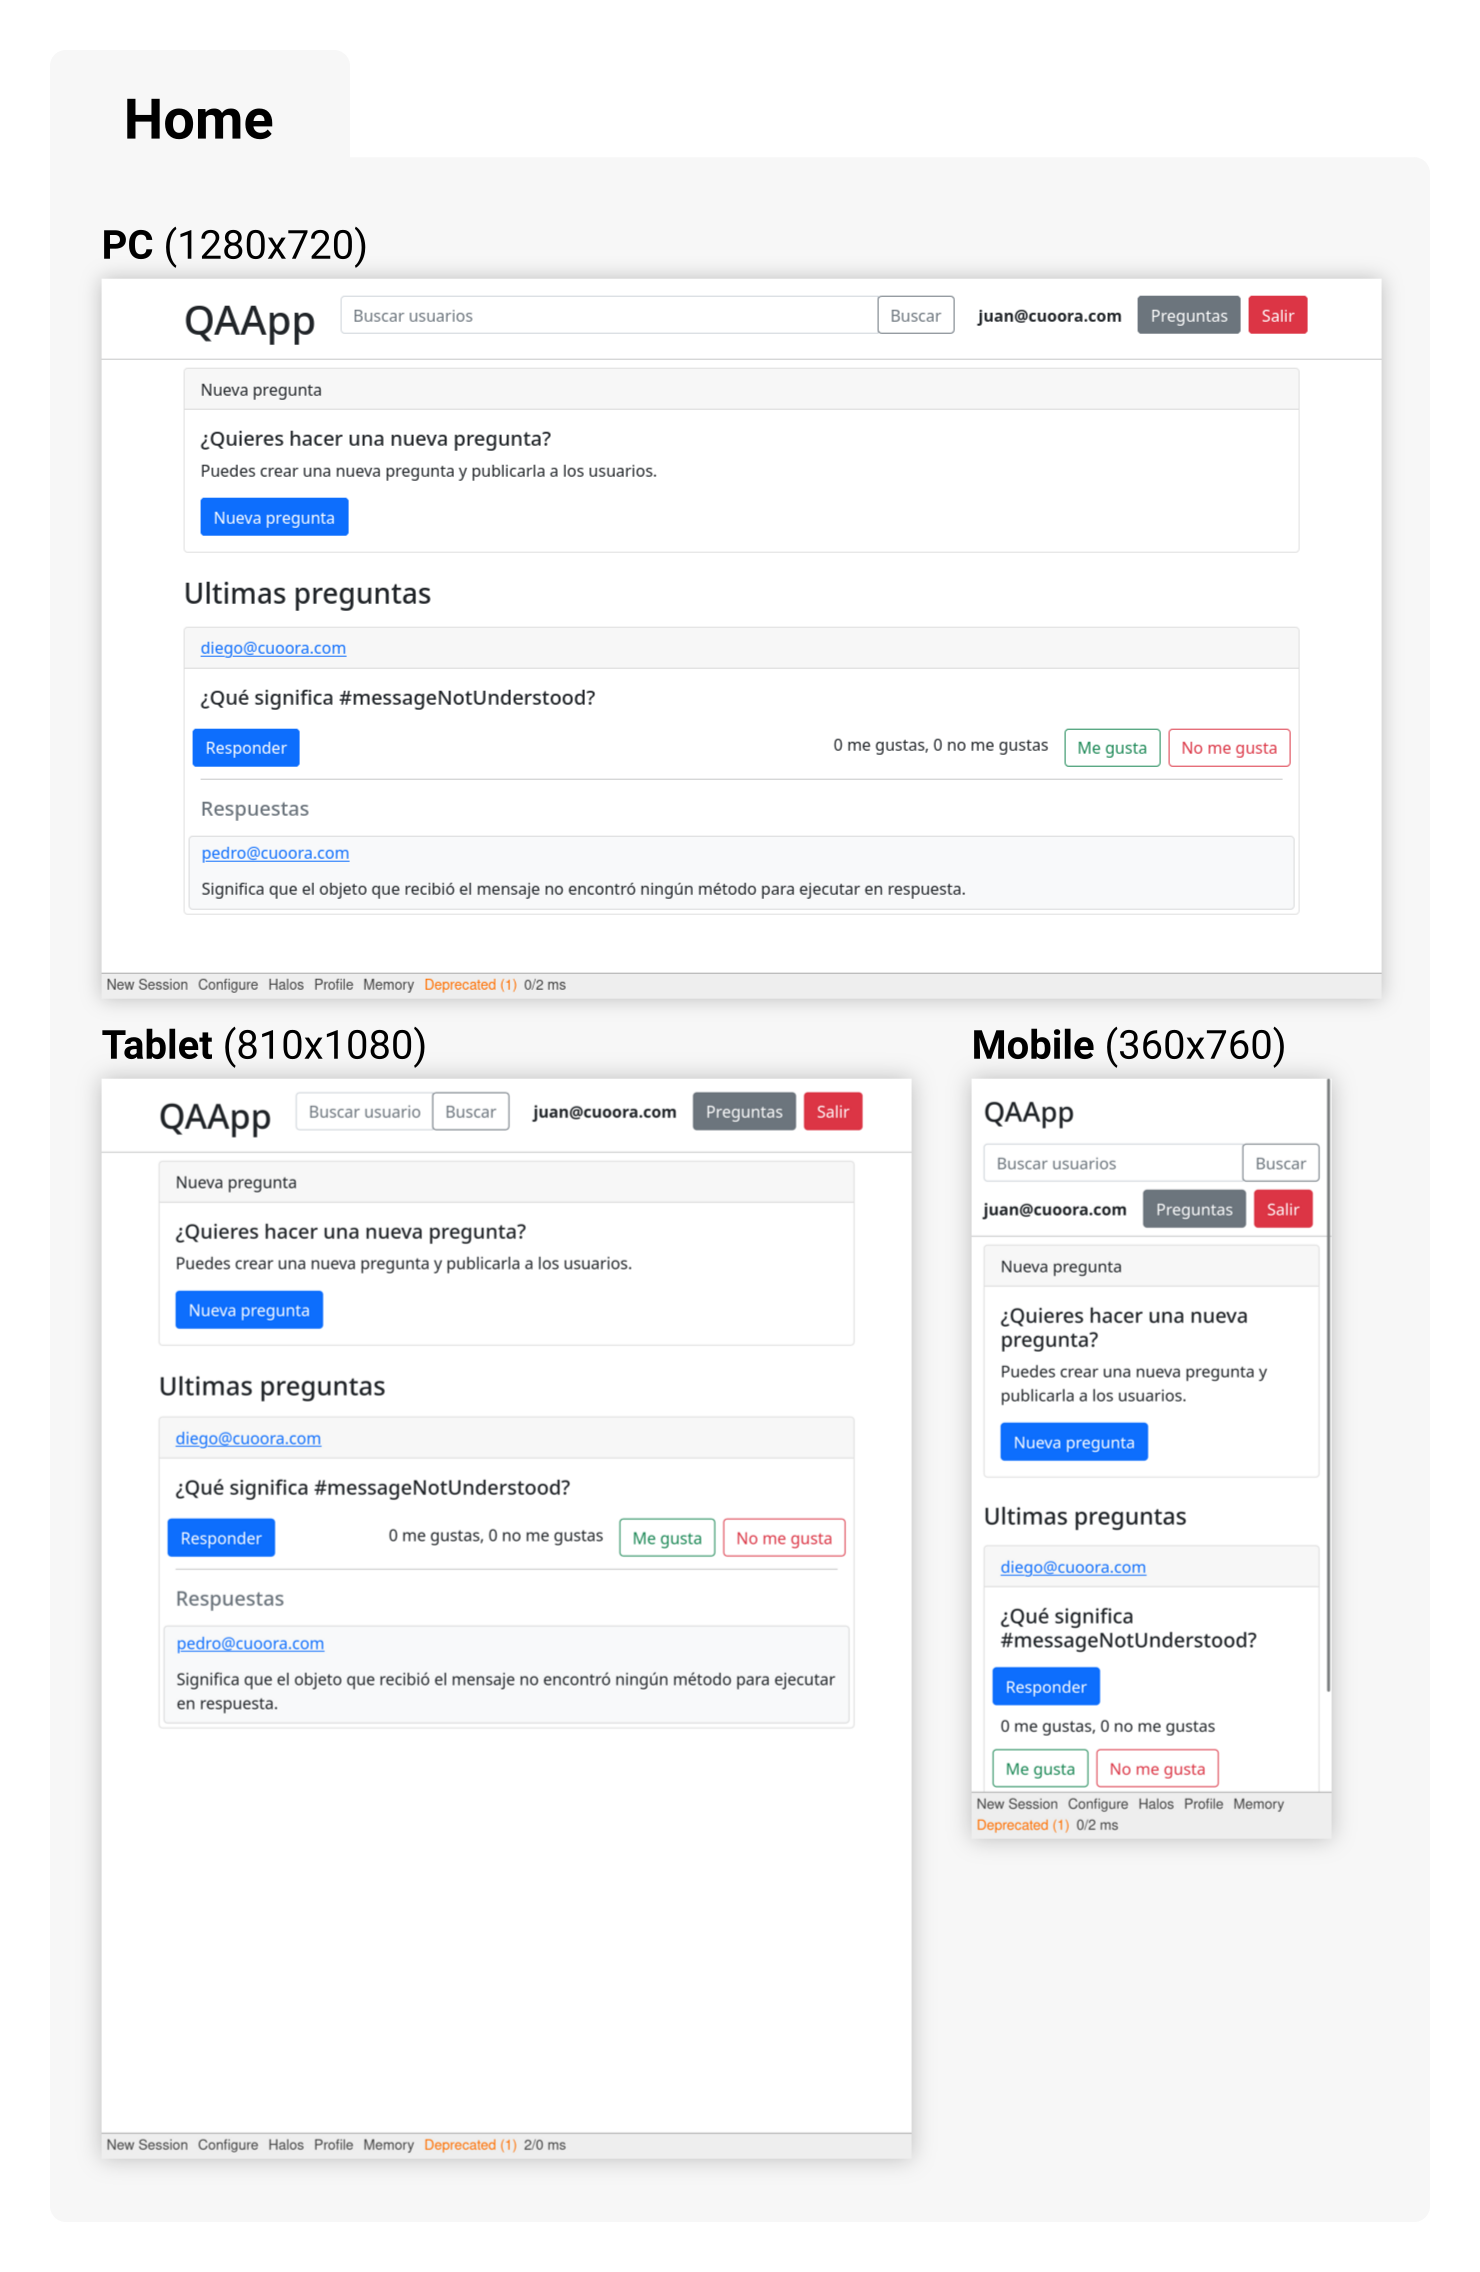 Home
PC (1280x720)
QAApp Buscar usuarios Buscar juan@cuoora.com Preguntas Salir
Nueva pregunta
¿Quieres hacer una nueva pregunta?
Puedes crear una nueva pregunta y publicarla a los usuarios.
Nueva pregunta
Ultimas preguntas
diego@cuoora.com
¿Qué significa #messageNotUnderstood?
Responder 0 me gustas, 0 no me gustas Me gusta No me gusta
Respuestas
pedro@cuoora.com
Significa que el objeto que recibió el mensaje no encontró ningún método para ejecutar en respuesta.
New Session Configure Halos Profile Memory Deprecated (1) 0/2 ms
Tablet (810x1080)
QAApp Buscar usuario Buscar juan@cuoora.com Preguntas Salir
Nueva pregunta
¿Quieres hacer una nueva pregunta?
Puedes crear una nueva pregunta y publicarla a los usuarios.
Nueva pregunta
Ultimas preguntas
diego@cuoora.com
¿Qué significa #messageNotUnderstood?
Responder 0 me gustas, 0 no me gustas Me gusta No me gusta
Respuestas
pedro@cuoora.com
Significa que el objeto que recibió el mensaje no encontró ningún método para ejecutar
en respuesta.
New Session Configure Halos Profile Memory Deprecated (1) 2/0 ms
Mobile (360x760)
QAApp
Buscar usuarios Buscar
juan@cuoora.com Preguntas Salir
Nueva pregunta
¿Quieres hacer una nueva
pregunta?
Puedes crear una nueva pregunta y
publicarla a los usuarios.
Nueva pregunta
Ultimas preguntas
diego@cuoora.com
¿Qué significa
#messageNotUnderstood?
Responder
0 me gustas, 0 no me gustas
Me gusta No me gusta
New Session Configure Halos Profile Memory
Deprecated (1) 0/2 ms